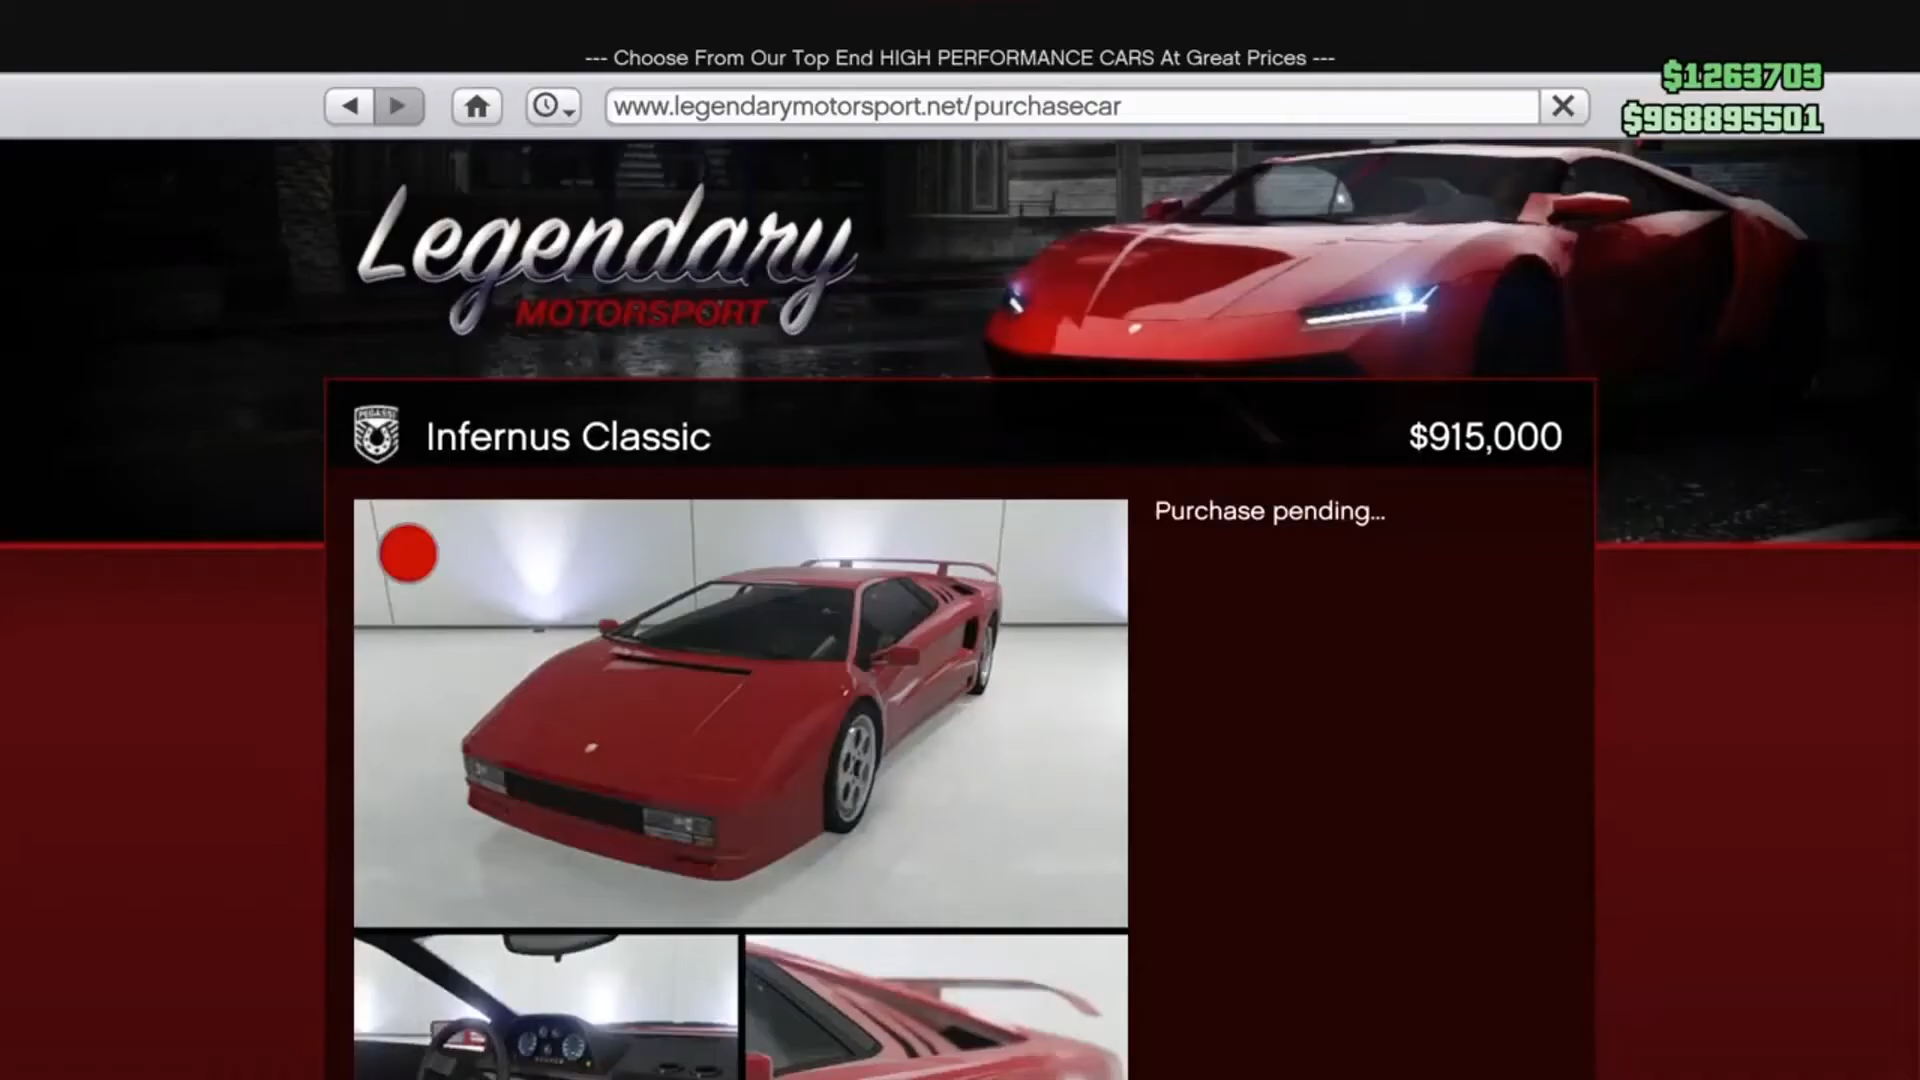 --- Choose From Our Top End HIGH PERFORMANCE CARS At Great Prices ---
$1263703
www.legendarymotorsport.net/purchasecar
$968895501
Legendary
MOTORSPORT
PEGASSI
Infernus Classic
$915,000
Purchase pending...